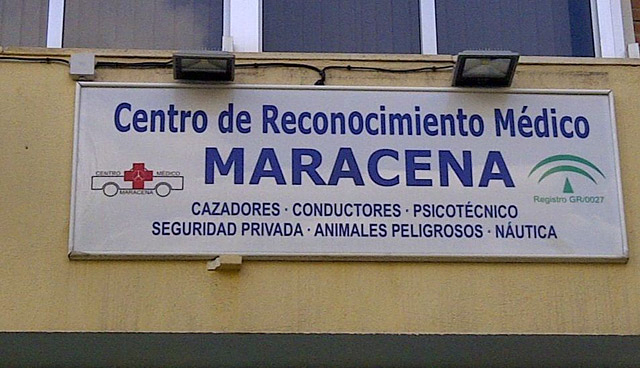 Centro de Reconocimiento Médico
MARACENA
CENTRO MÉDICO
MARACENA
Registro GR/0027
CAZADORES · CONDUCTORES · PSICOTÉCNICO
SEGURIDAD PRIVADA · ANIMALES PELIGROSOS · NÁUTICA